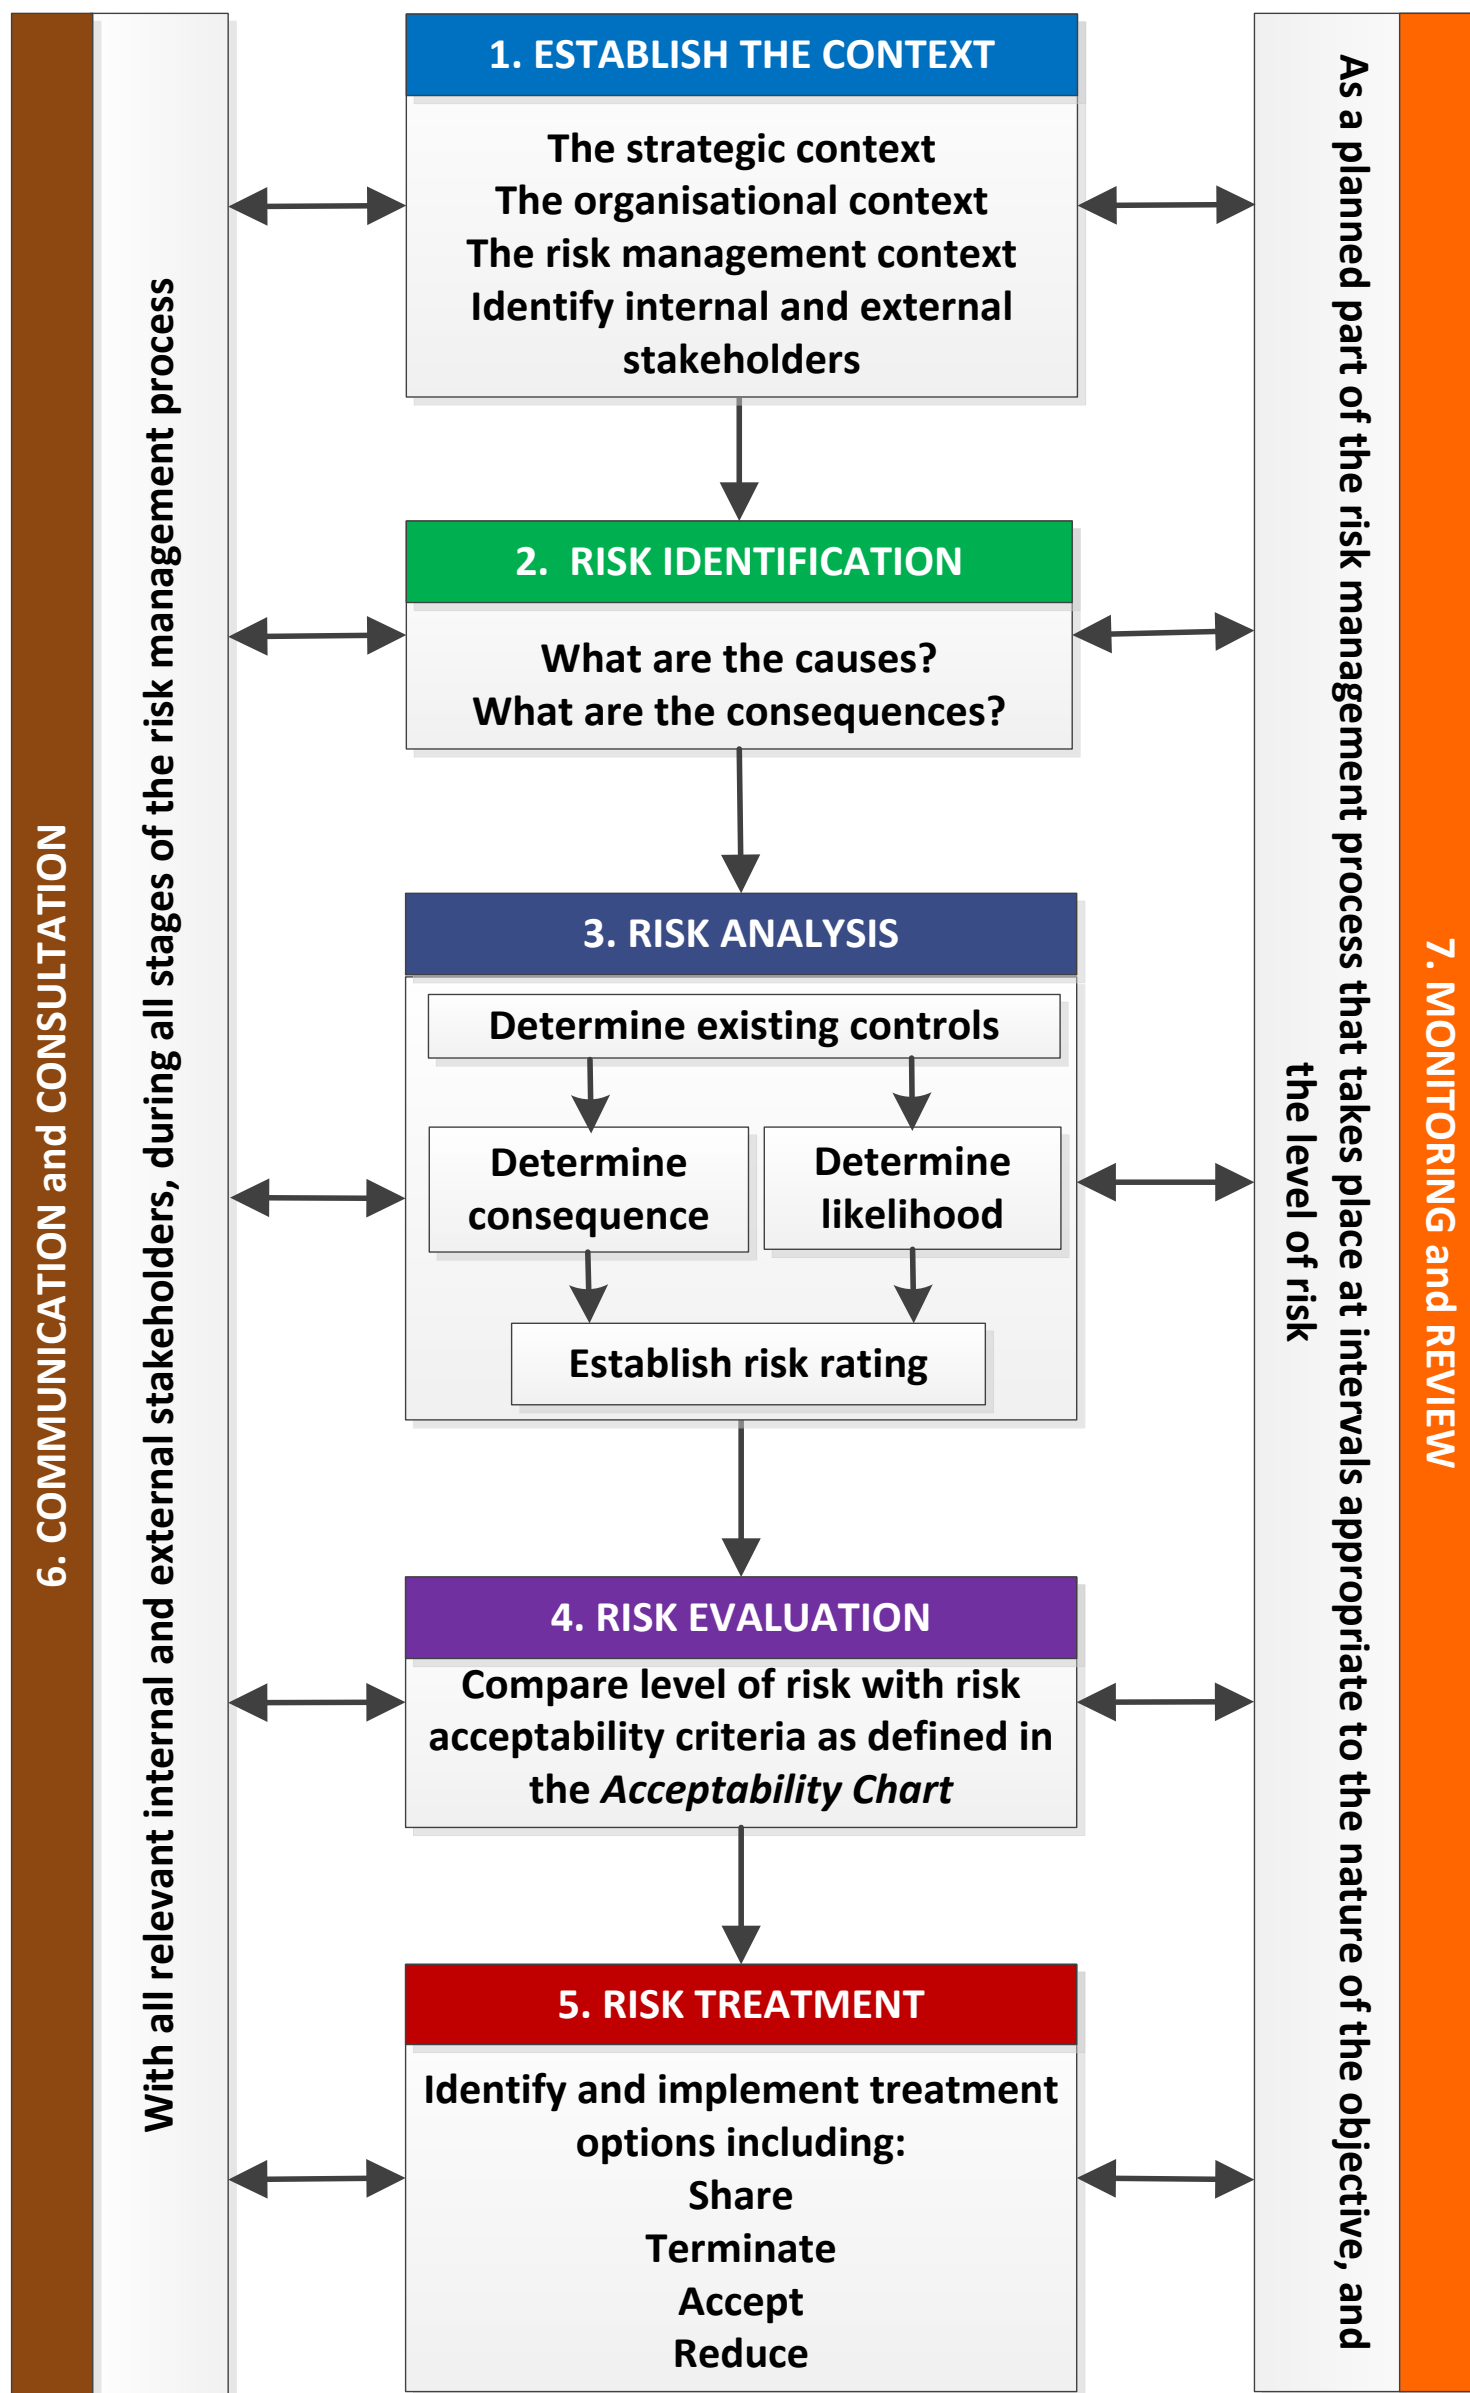 1. ESTABLISH THE CONTEXT
The strategic context
The organisational context
The risk management context
Identify internal and external
stakeholders
2.  RISK IDENTIFICATION
What are the causes?
What are the consequences?
3. RISK ANALYSIS
Determine existing controls
Determine
consequence
Determine
likelihood
Establish risk rating
4. RISK EVALUATION
Compare level of risk with risk
acceptability criteria as defined in
the Acceptability Chart
5. RISK TREATMENT
Identify and implement treatment
options including:
Share
Terminate
Accept
Reduce
6. COMMUNICATION and CONSULTATION
With all relevant internal and external stakeholders, during all stages of the risk management process
7. MONITORING and REVIEW
As a planned part of the risk management process that takes place at intervals appropriate to the nature of the objective, and
the level of risk